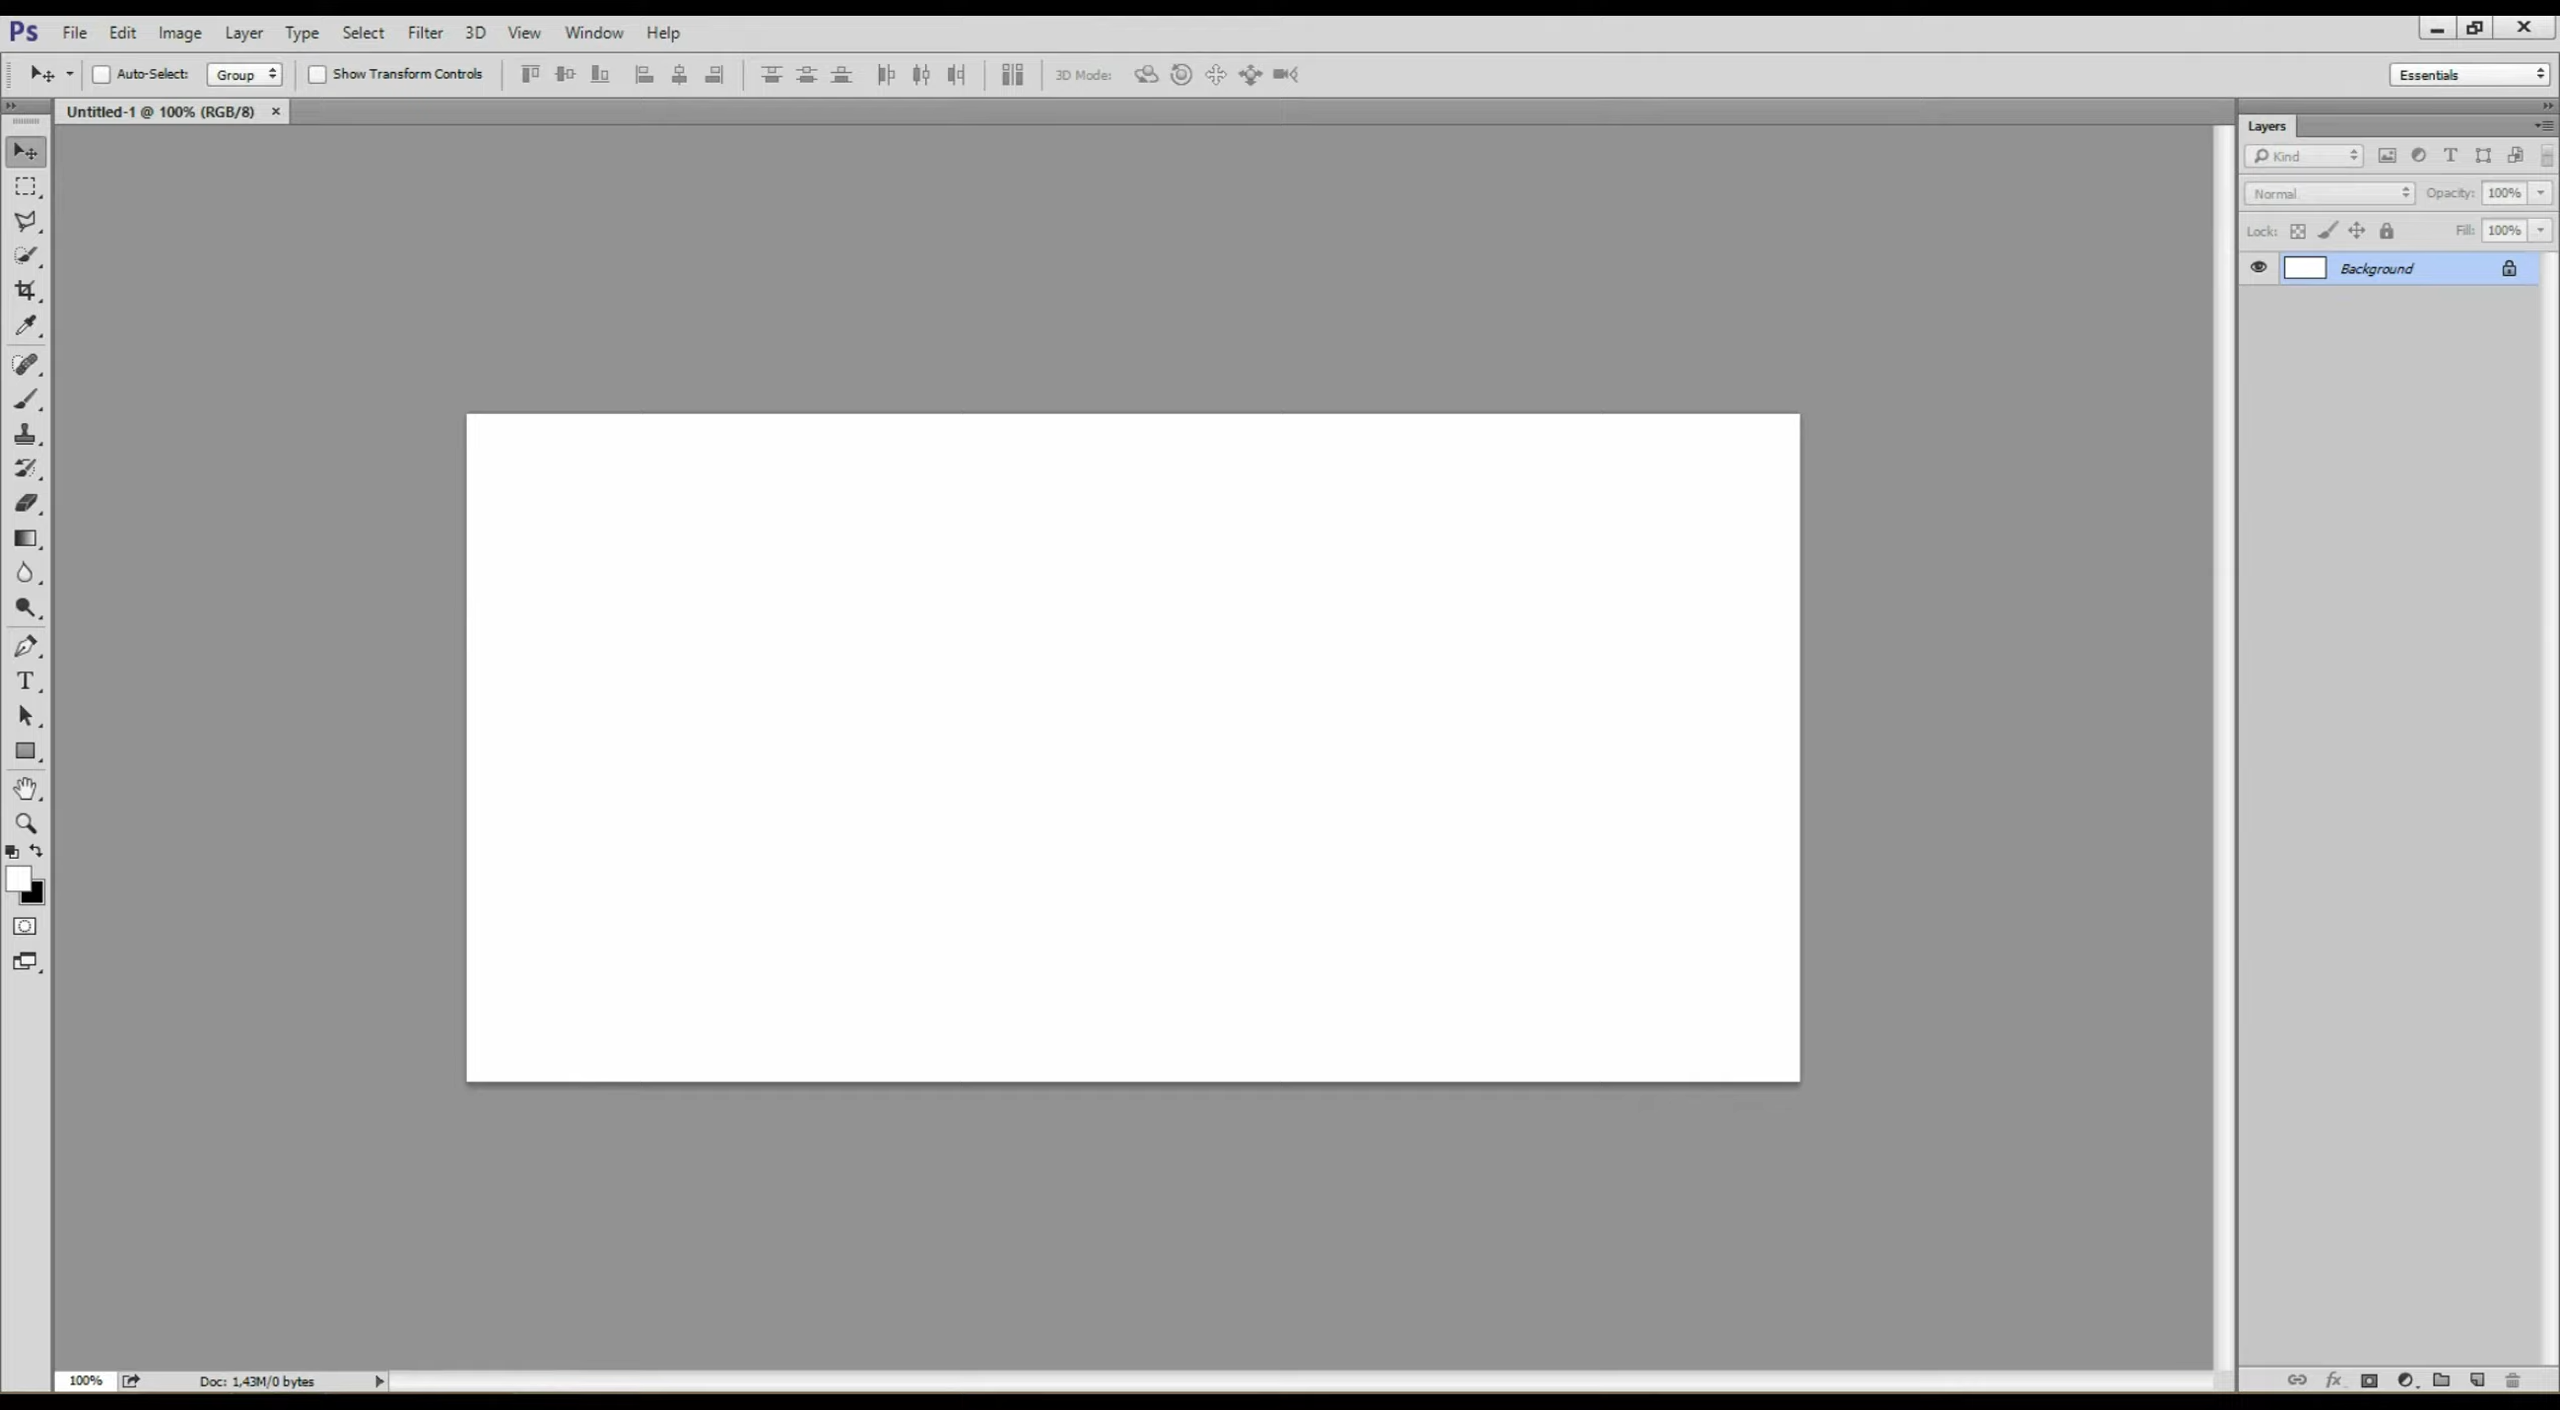 Ps File Edit Image Layer Type Select Filter 3D View Window Help
Auto-Select: Group Show Transform Controls 3D Mode: Essentials
Untitled-1 @ 100% (RGB/8) ×
Layers
Kind T
Normal Opacity: 100%
Lock: Fill: 100%
Background
T
100% Doc: 1,43M/0 bytes
fx